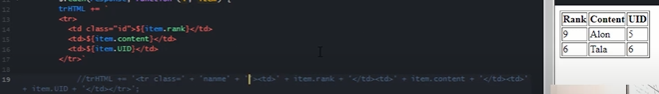 trHTML += `
<tr>
<td class="id">${item.rank}</td>
<td>${item.content}</td>
<td>${item.UID}</td>
</tr>`
//trHTML += '<tr class=' + 'namme' + '><td>' + item.rank + '</td><td>' + item.content + '</td><td>'
+ item.UID + '</td></tr>';
Rank Content UID
9 Alon 5
6 Tala 6